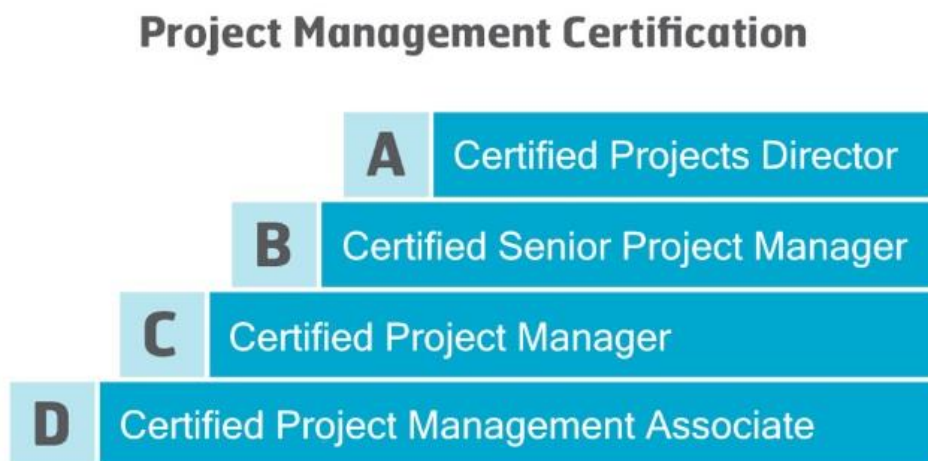 Project Management Certification
A Certified Projects Director
B Certified Senior Project Manager
C Certified Project Manager
D Certified Project Management Associate